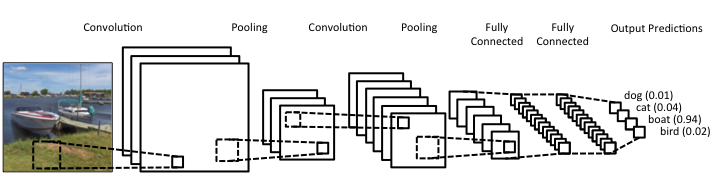 Convolution
Pooling
Convolution
Pooling
Fully
Connected
Fully
Connected
Output Predictions
dog (0.01)
cat (0.04)
boat (0.94)
bird (0.02)